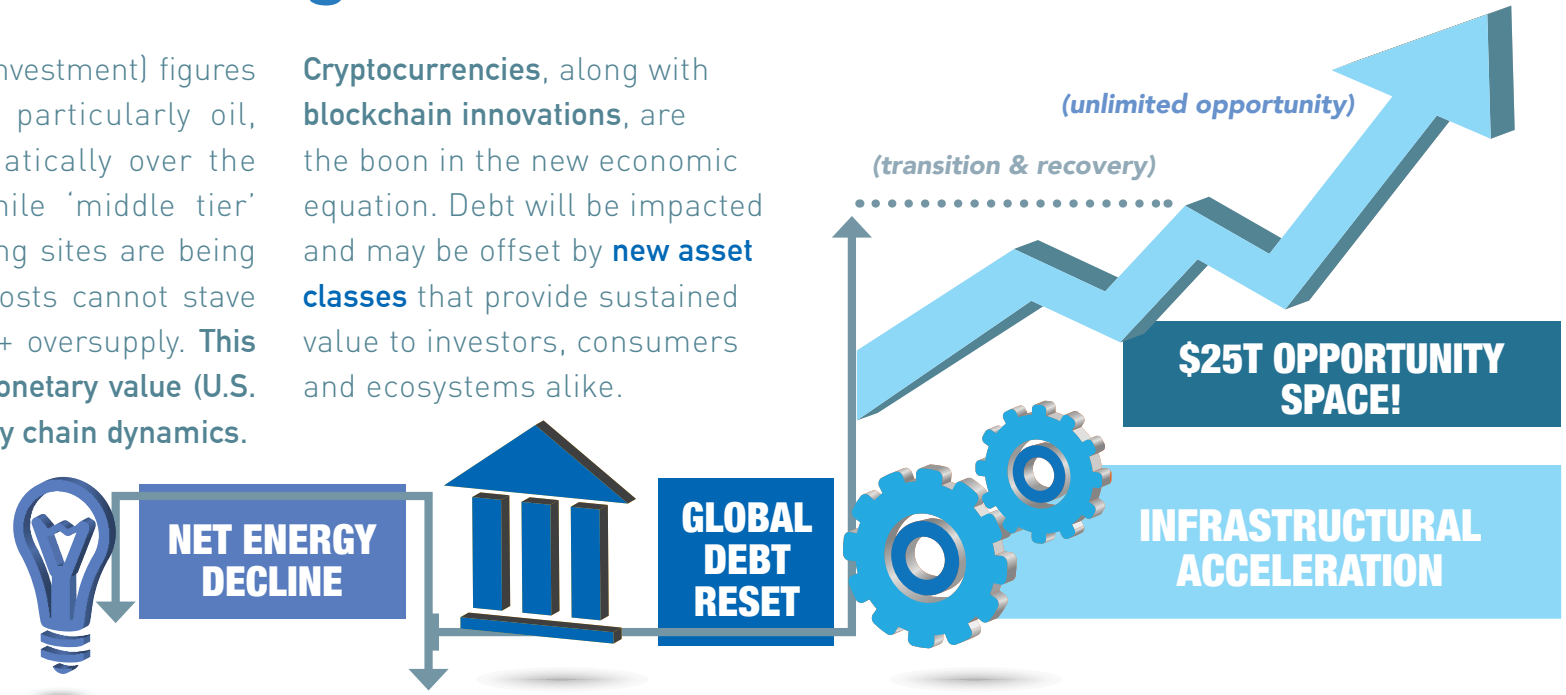 nvestment) figures
particularly oil,
atically over the
hile ‘middle tier’
ng sites are being
osts cannot stave
+ oversupply. This
onetary value (U.S.
y chain dynamics.
Cryptocurrencies, along with
blockchain innovations, are
the boon in the new economic
equation. Debt will be impacted
and may be offset by new asset
classes that provide sustained
value to investors, consumers
and ecosystems alike.
(unlimited opportunity)
(transition & recovery)
$25T OPPORTUNITY
SPACE!
NET ENERGY
DECLINE
GLOBAL
DEBT
RESET
INFRASTRUCTURAL
ACCELERATION